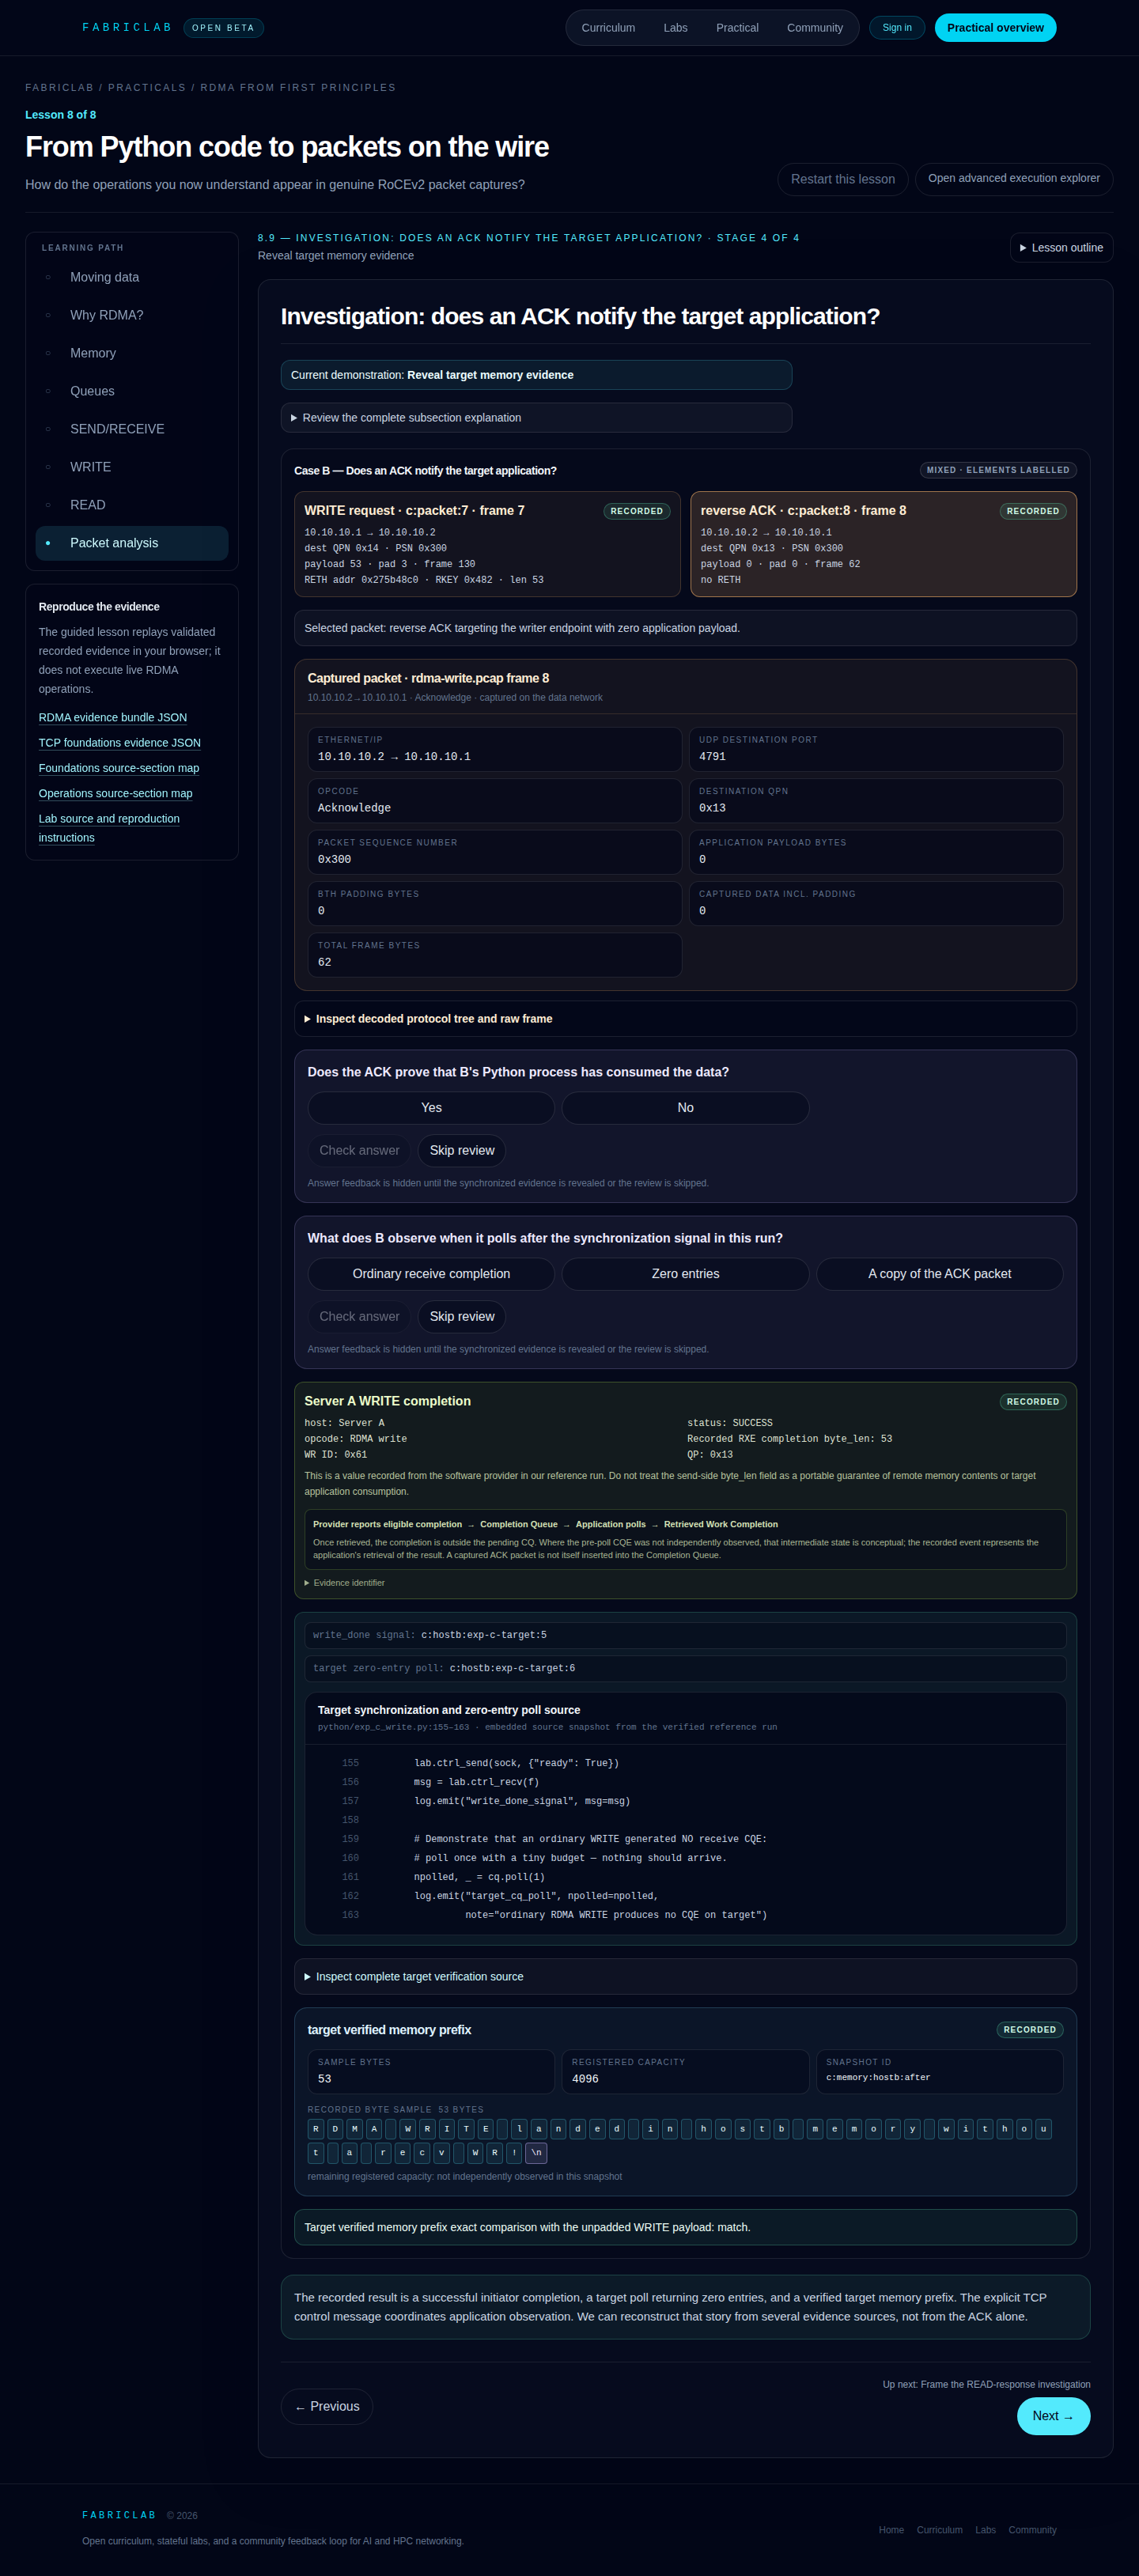 FABRICLAB OPEN BETA Curriculum Labs Practical Community Sign in Practical overview
FABRICLAB / PRACTICALS / RDMA FROM FIRST PRINCIPLES
Lesson 8 of 8
From Python code to packets on the wire
How do the operations you now understand appear in genuine RoCEv2 packet captures?
Restart this lesson
Open advanced execution explorer
LEARNING PATH
Moving data
Why RDMA?
Memory
Queues
SEND/RECEIVE
WRITE
READ
Packet analysis
Reproduce the evidence
The guided lesson replays validated
recorded evidence in your browser; it
does not execute live RDMA
operations.
RDMA evidence bundle JSON
TCP foundations evidence JSON
Foundations source-section map
Operations source-section map
Lab source and reproduction
instructions
8.9 — INVESTIGATION: DOES AN ACK NOTIFY THE TARGET APPLICATION? · STAGE 4 OF 4
Reveal target memory evidence
▶ Lesson outline
Investigation: does an ACK notify the target application?
Current demonstration: Reveal target memory evidence
▶ Review the complete subsection explanation
Case B — Does an ACK notify the target application?
MIXED · ELEMENTS LABELLED
WRITE request · c:packet:7 · frame 7
RECORDED
10.10.10.1 → 10.10.10.2
dest QPN 0x14 · PSN 0x300
payload 53 · pad 3 · frame 130
RETH addr 0x275b48c0 · RKEY 0x482 · len 53
reverse ACK · c:packet:8 · frame 8
RECORDED
10.10.10.2 → 10.10.10.1
dest QPN 0x13 · PSN 0x300
payload 0 · pad 0 · frame 62
no RETH
Selected packet: reverse ACK targeting the writer endpoint with zero application payload.
Captured packet · rdma-write.pcap frame 8
10.10.10.2→10.10.10.1 · Acknowledge · captured on the data network
ETHERNET/IP
10.10.10.2 → 10.10.10.1
UDP DESTINATION PORT
4791
OPCODE
Acknowledge
DESTINATION QPN
0x13
PACKET SEQUENCE NUMBER
0x300
APPLICATION PAYLOAD BYTES
0
BTH PADDING BYTES
0
CAPTURED DATA INCL. PADDING
0
TOTAL FRAME BYTES
62
▶ Inspect decoded protocol tree and raw frame
Does the ACK prove that B's Python process has consumed the data?
Yes
No
Check answer
Skip review
Answer feedback is hidden until the synchronized evidence is revealed or the review is skipped.
What does B observe when it polls after the synchronization signal in this run?
Ordinary receive completion
Zero entries
A copy of the ACK packet
Check answer
Skip review
Answer feedback is hidden until the synchronized evidence is revealed or the review is skipped.
Server A WRITE completion
RECORDED
host: Server A
status: SUCCESS
opcode: RDMA write
Recorded RXE completion byte_len: 53
WR ID: 0x61
QP: 0x13
This is a value recorded from the software provider in our reference run. Do not treat the send-side byte_len field as a portable guarantee of remote memory contents or target
application consumption.
Provider reports eligible completion → Completion Queue → Application polls → Retrieved Work Completion
Once retrieved, the completion is outside the pending CQ. Where the pre-poll CQE was not independently observed, that intermediate state is conceptual; the recorded event represents the
application's retrieval of the result. A captured ACK packet is not itself inserted into the Completion Queue.
▶ Evidence identifier
write_done signal: c:hostb:exp-c-target:5
target zero-entry poll: c:hostb:exp-c-target:6
Target synchronization and zero-entry poll source
python/exp_c_write.py:155–163 · embedded source snapshot from the verified reference run
155 lab.ctrl_send(sock, {"ready": True})
156 msg = lab.ctrl_recv(f)
157 log.emit("write_done_signal", msg=msg)
158
159 # Demonstrate that an ordinary WRITE generated NO receive CQE:
160 # poll once with a tiny budget — nothing should arrive.
161 npolled, _ = cq.poll(1)
162 log.emit("target_cq_poll", npolled=npolled,
163 note="ordinary RDMA WRITE produces no CQE on target")
▶ Inspect complete target verification source
target verified memory prefix
RECORDED
SAMPLE BYTES
53
REGISTERED CAPACITY
4096
SNAPSHOT ID
c:memory:hostb:after
RECORDED BYTE SAMPLE 53 BYTES
R D M A   W R I T E   l a n d e d   i n   h o s t b   m e m o r y   w i t h o u
t   a   r e c v   W R ! \n
remaining registered capacity: not independently observed in this snapshot
Target verified memory prefix exact comparison with the unpadded WRITE payload: match.
The recorded result is a successful initiator completion, a target poll returning zero entries, and a verified target memory prefix. The explicit TCP
control message coordinates application observation. We can reconstruct that story from several evidence sources, not from the ACK alone.
← Previous
Up next: Frame the READ-response investigation
Next →
FABRICLAB © 2026
Open curriculum, stateful labs, and a community feedback loop for AI and HPC networking.
Home Curriculum Labs Community